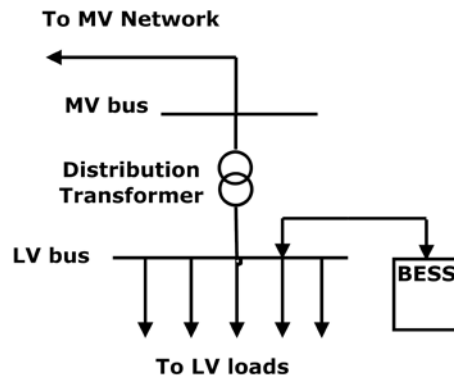 To MV Network
MV bus
Distribution
Transformer
LV bus
BESS
To LV loads